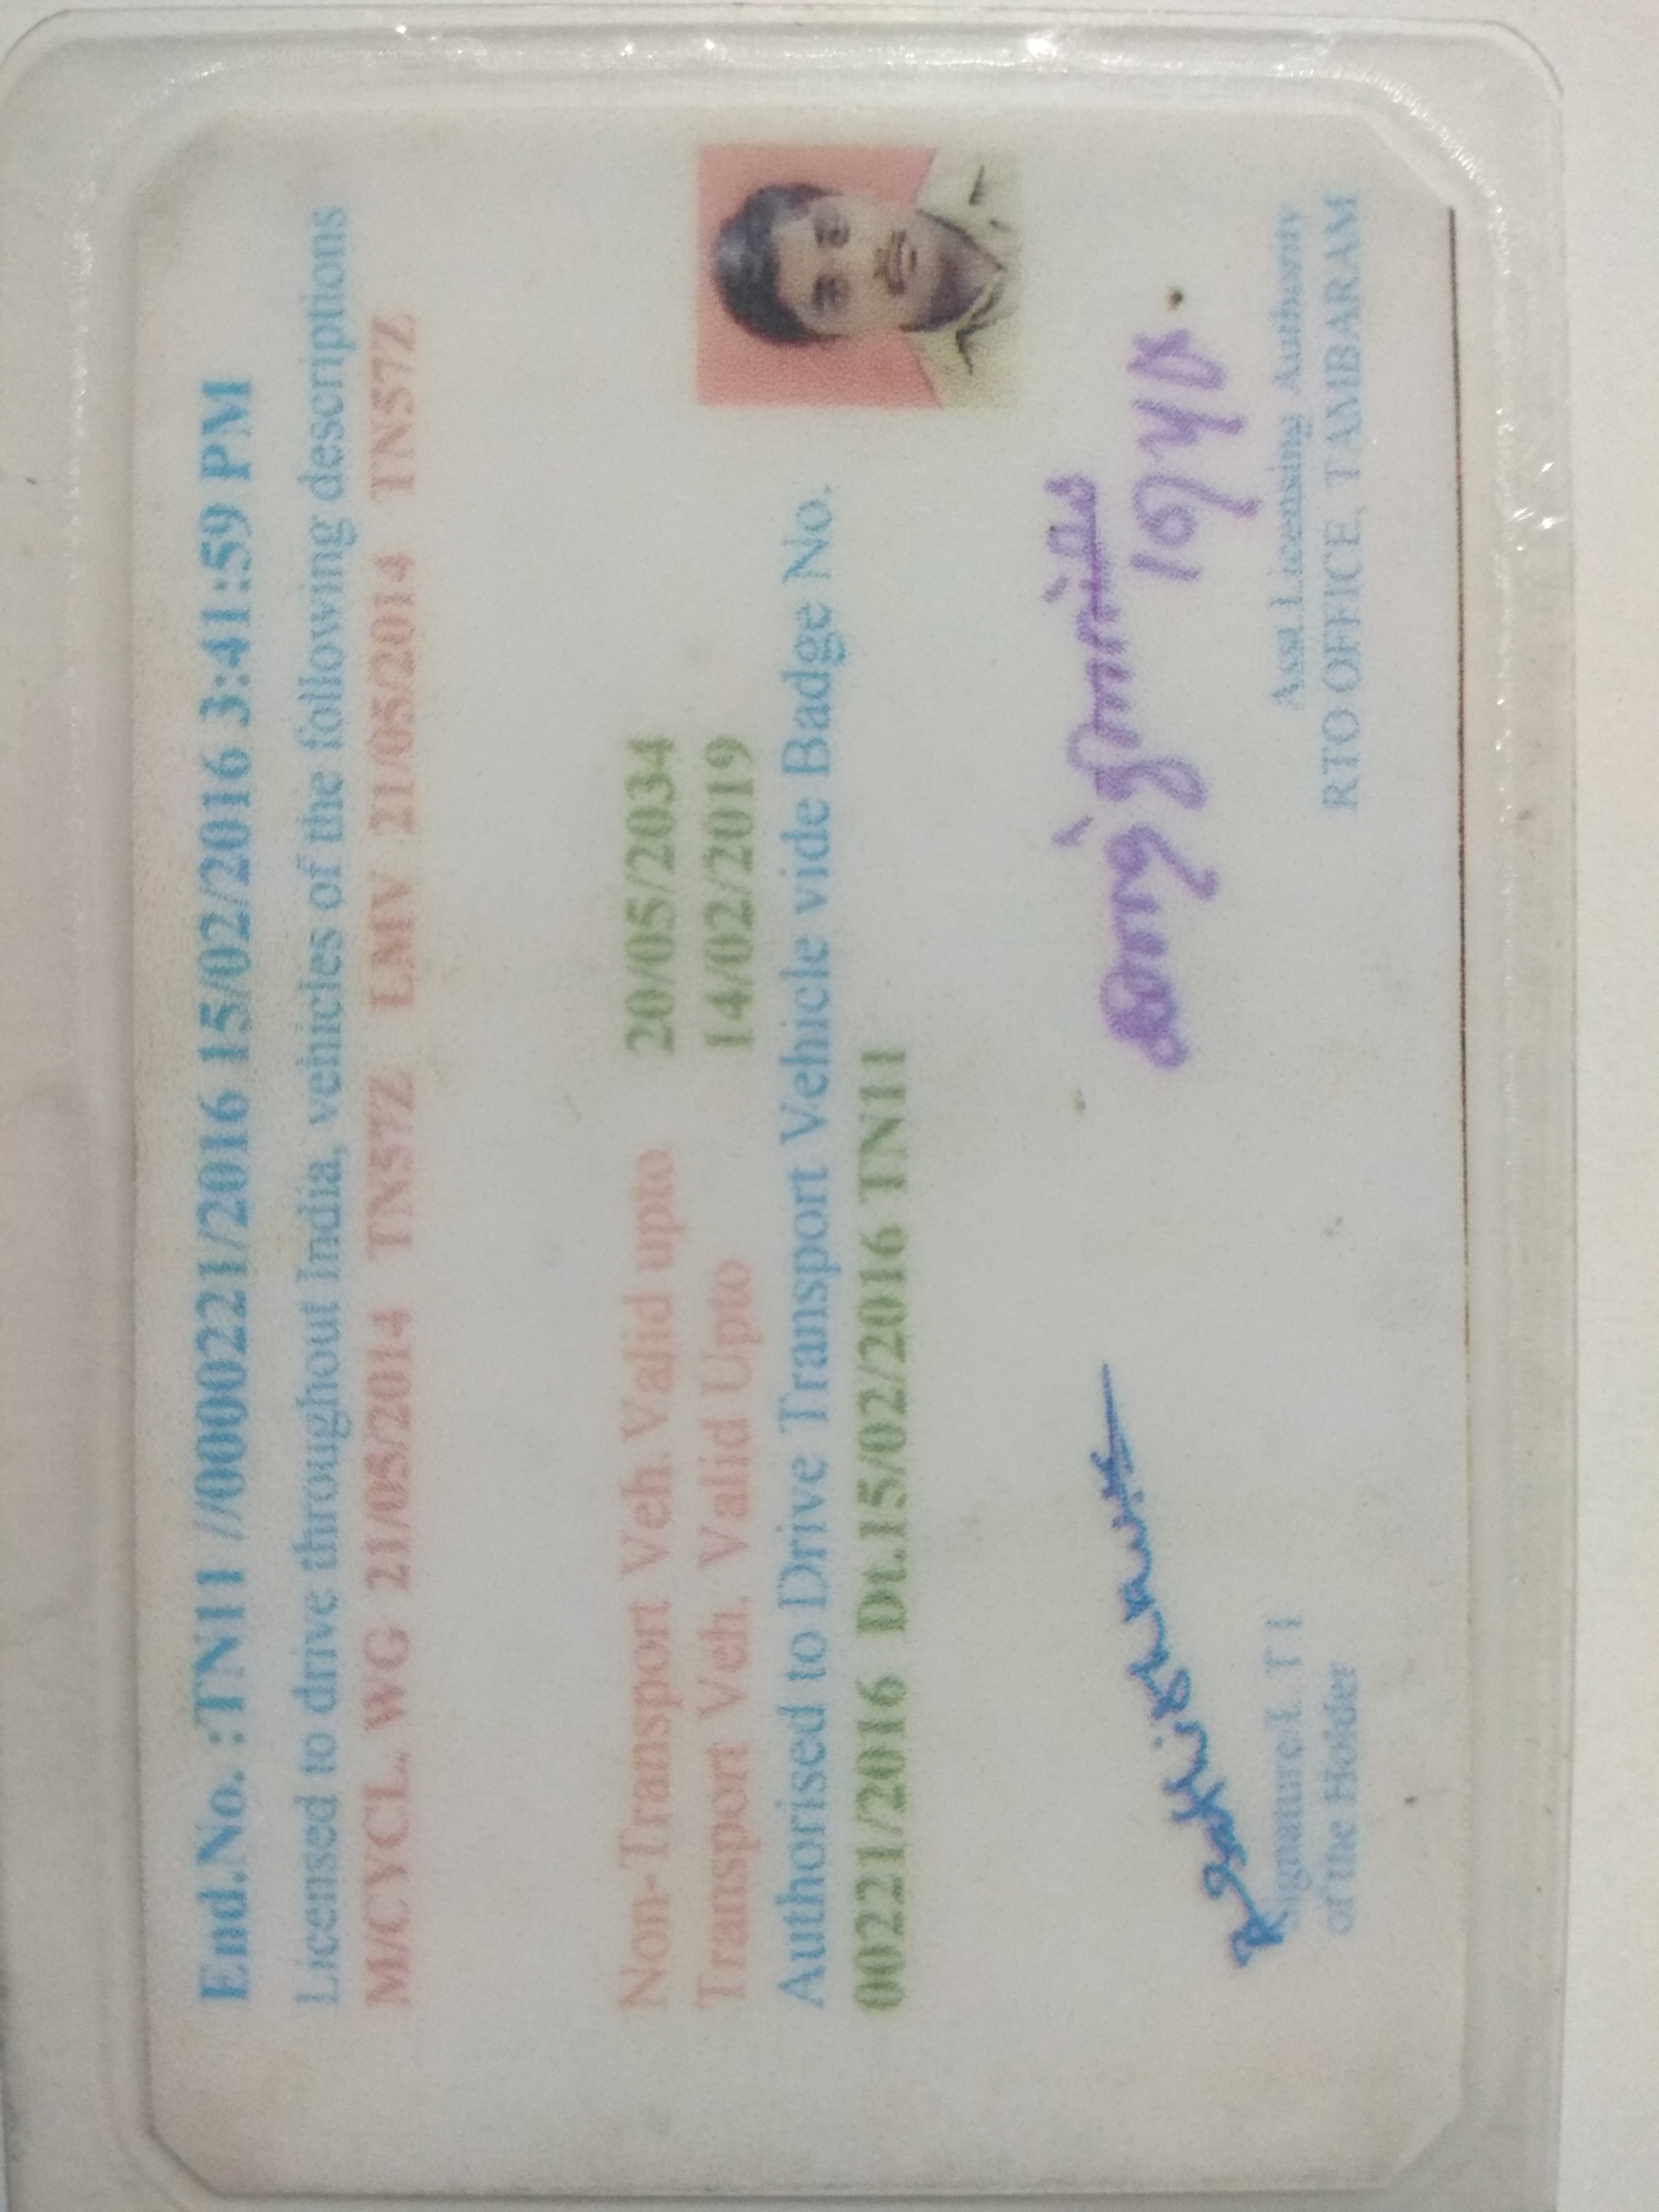 End.No. :TN11 //0000221/2016 15/02/2016 3:41:59 PM
Licensed to drive throughout India, vehicles of the following descriptions
M/CYCL. WG 21/05/2014 TN57Z LMV 21/05/2014 TN57Z
Non-Transport Veh. Valid upto 20/05/2034
Transport Veh. Valid Upto 14/02/2019
Authorised to Drive Transport Vehicle vide Badge No.
00221/2016 Dt.15/02/2016 TN11
Signature/L T I
of the Holder
Asst.Licensing Authority
RTO OFFICE, TAMBARAM